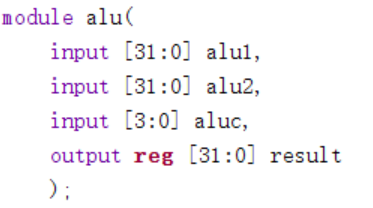 module alu(
input [31:0] alu1,
input [31:0] alu2,
input [3:0] aluc,
output reg [31:0] result
);